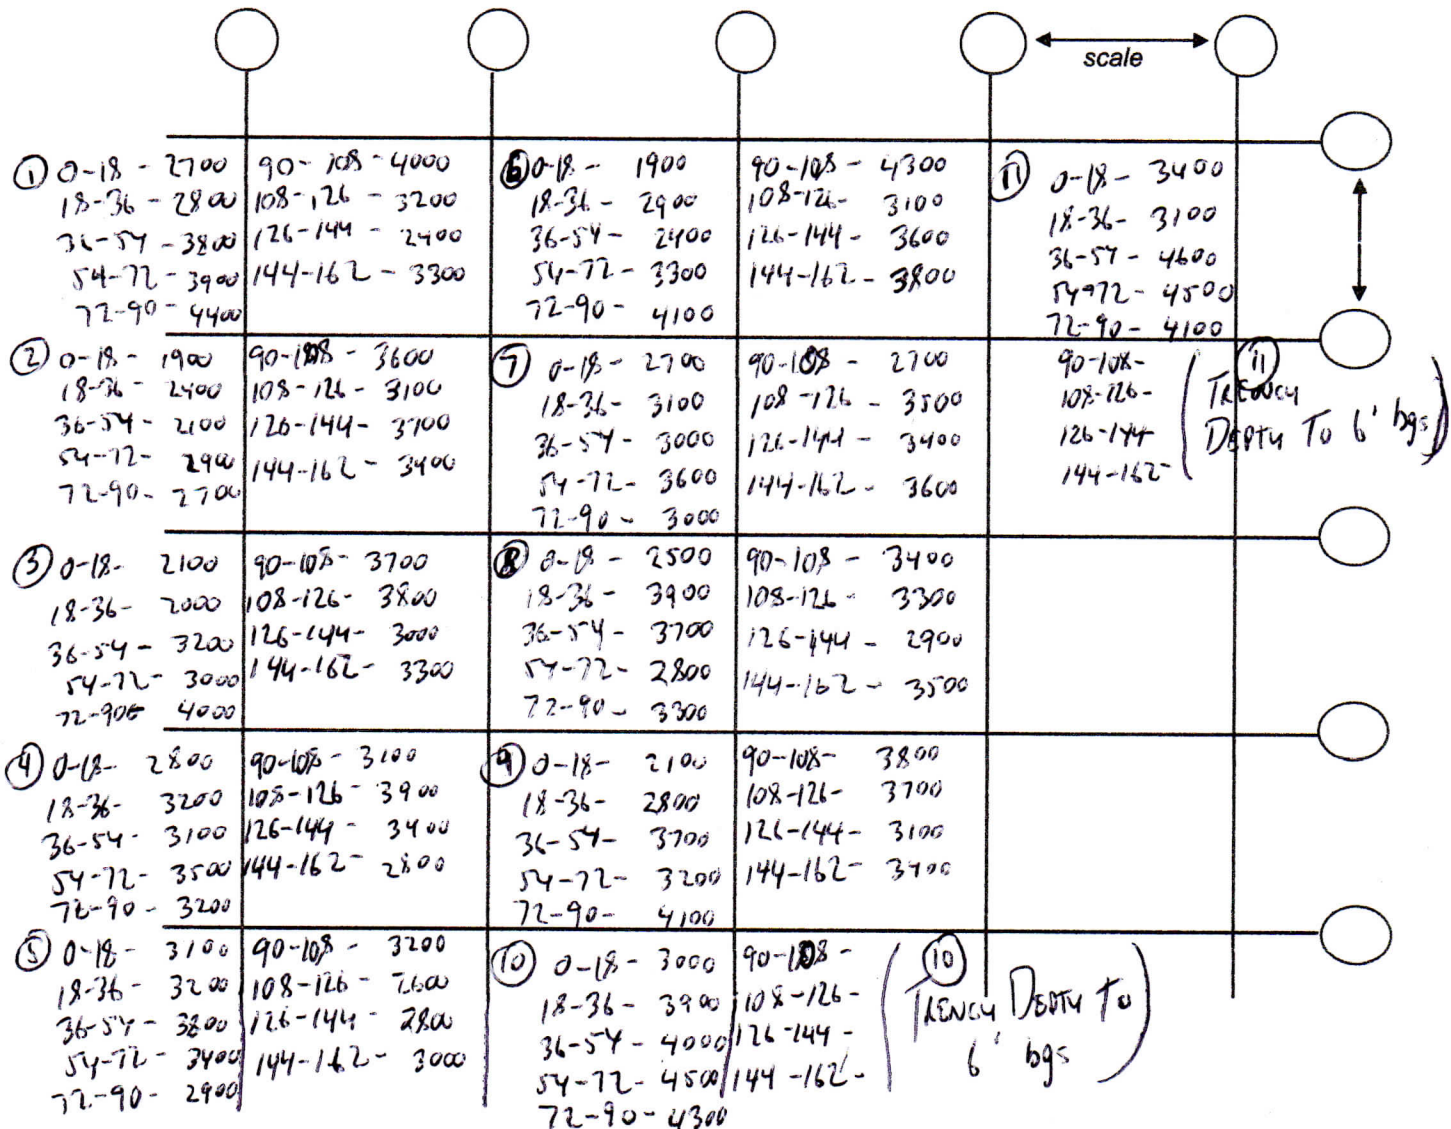 scale
① 0-18 - 2700
18-36 - 2800
36-54 - 3800
54-72 - 3900
72-90 - 4400
90-108 - 4000
108-126 - 3200
126-144 - 2400
144-162 - 3300
⑥ 0-18 - 1900
18-36 - 2900
36-54 - 2400
54-72 - 3300
72-90 - 4100
90-108 - 4300
108-126- 3100
126-144 - 3600
144-162 - 3800
⑪ 0-18 - 3400
18-36- 3100
36-54 - 4600
54-72 - 4500
72-90 - 4100
② 0-18 - 1900
18-36 - 2400
36-54 - 2100
54-72- 2900
72-90- 2700
90-108 - 3600
108-126 - 3100
126-144 - 3700
144-162 - 3400
⑦ 0-18 - 2700
18-36- 3100
36-54 - 3000
54-72- 3600
72-90 - 3000
90-108 - 2700
108-126 - 3500
126-144 - 3400
144-162 - 3600
90-108-
108-126-
126-144
144-162-
(⑪
TRENCH
DEPTH TO 6' bgs)
③ 0-18- 2100
18-36- 2000
36-54 - 3200
54-72- 3000
72-90 4000
90-108 - 3700
108-126- 3800
126-144- 3000
144-162- 3300
⑧ 0-18 - 2500
18-36 - 3900
36-54 - 3700
54-72- 2800
72-90 - 3300
90-108 - 3400
108-126 - 3300
126-144 - 2900
144-162 - 3500
④ 0-18- 2800
18-36- 3200
36-54- 3100
54-72- 3500
72-90 - 3200
90-108 - 3100
108-126 - 3900
126-144 - 3400
144-162 - 2800
⑨ 0-18- 2100
18-36- 2800
36-54- 3700
54-72- 3200
72-90- 4100
90-108- 3800
108-126- 3700
126-144- 3100
144-162- 3400
⑤ 0-18 - 3100
18-36- 3200
36-54 - 3800
54-72- 3400
72-90- 2900
90-108 - 3200
108-126 - 2600
126-144 - 2800
144-162- 3000
⑩ 0-18 - 3000
18-36 - 3900
36-54 - 4000
54-72- 4500
72-90 - 4300
90-108 -
108-126-
126-144 -
144-162-
(⑩
TRENCH DEPTH TO
6' bgs)